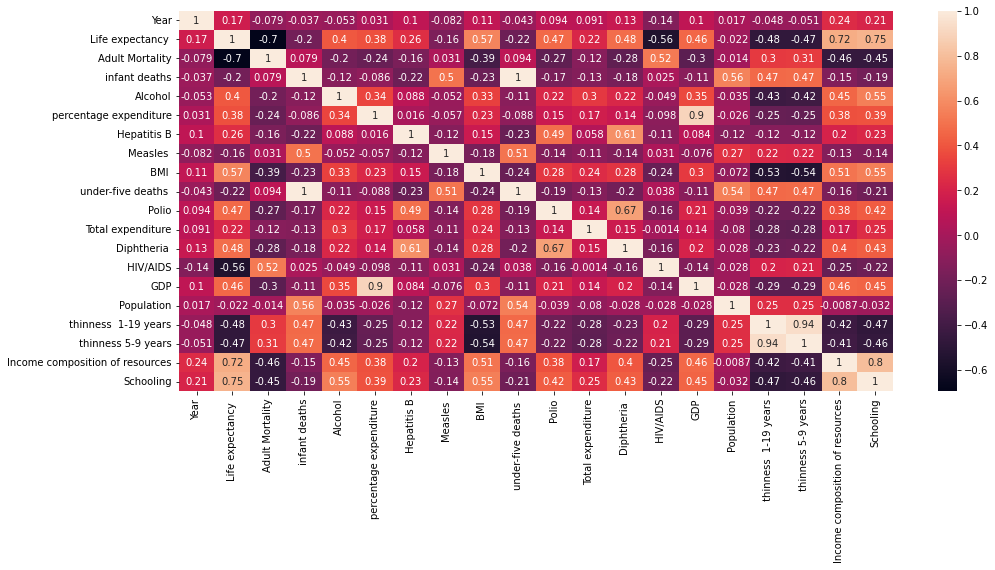 Year 1 0.17 -0.079 -0.037 -0.053 0.031 0.1 -0.082 0.11 -0.043 0.094 0.091 0.13 -0.14 0.1 0.017 -0.048 -0.051 0.24 0.21
Life expectancy 0.17 1 -0.7 -0.2 0.4 0.38 0.26 -0.16 0.57 -0.22 0.47 0.22 0.48 -0.56 0.46 -0.022 -0.48 -0.47 0.72 0.75
Adult Mortality -0.079 -0.7 1 0.079 -0.2 -0.24 -0.16 0.031 -0.39 0.094 -0.27 -0.12 -0.28 0.52 -0.3 -0.014 0.3 0.31 -0.46 -0.45
infant deaths -0.037 -0.2 0.079 1 -0.12 -0.086 -0.22 0.5 -0.23 1 -0.17 -0.13 -0.18 0.025 -0.11 0.56 0.47 0.47 -0.15 -0.19
Alcohol -0.053 0.4 -0.2 -0.12 1 0.34 0.088 -0.052 0.33 -0.11 0.22 0.3 0.22 -0.049 0.35 -0.035 -0.43 -0.42 0.45 0.55
percentage expenditure 0.031 0.38 -0.24 -0.086 0.34 1 0.016 -0.057 0.23 -0.088 0.15 0.17 0.14 -0.098 0.9 -0.026 -0.25 -0.25 0.38 0.39
Hepatitis B 0.1 0.26 -0.16 -0.22 0.088 0.016 1 -0.12 0.15 -0.23 0.49 0.058 0.61 -0.11 0.084 -0.12 -0.12 -0.12 0.2 0.23
Measles -0.082 -0.16 0.031 0.5 -0.052 -0.057 -0.12 1 -0.18 0.51 -0.14 -0.11 -0.14 0.031 -0.076 0.27 0.22 0.22 -0.13 -0.14
BMI 0.11 0.57 -0.39 -0.23 0.33 0.23 0.15 -0.18 1 -0.24 0.28 0.24 0.28 -0.24 0.3 -0.072 -0.53 -0.54 0.51 0.55
under-five deaths -0.043 -0.22 0.094 1 -0.11 -0.088 -0.23 0.51 -0.24 1 -0.19 -0.13 -0.2 0.038 -0.11 0.54 0.47 0.47 -0.16 -0.21
Polio 0.094 0.47 -0.27 -0.17 0.22 0.15 0.49 -0.14 0.28 -0.19 1 0.14 0.67 -0.16 0.21 -0.039 -0.22 -0.22 0.38 0.42
Total expenditure 0.091 0.22 -0.12 -0.13 0.3 0.17 0.058 -0.11 0.24 -0.13 0.14 1 0.15 -0.0014 0.14 -0.08 -0.28 -0.28 0.17 0.25
Diphtheria 0.13 0.48 -0.28 -0.18 0.22 0.14 0.61 -0.14 0.28 -0.2 0.67 0.15 1 -0.16 0.2 -0.028 -0.23 -0.22 0.4 0.43
HIV/AIDS -0.14 -0.56 0.52 0.025 -0.049 -0.098 -0.11 0.031 -0.24 0.038 -0.16 -0.0014 -0.16 1 -0.14 -0.028 0.2 0.21 -0.25 -0.22
GDP 0.1 0.46 -0.3 -0.11 0.35 0.9 0.084 -0.076 0.3 -0.11 0.21 0.14 0.2 -0.14 1 -0.028 -0.29 -0.29 0.46 0.45
Population 0.017 -0.022 -0.014 0.56 -0.035 -0.026 -0.12 0.27 -0.072 0.54 -0.039 -0.08 -0.028 -0.028 -0.028 1 0.25 0.25 -0.0087 -0.032
thinness 1-19 years -0.048 -0.48 0.3 0.47 -0.43 -0.25 -0.12 0.22 -0.53 0.47 -0.22 -0.28 -0.23 0.2 -0.29 0.25 1 0.94 -0.42 -0.47
thinness 5-9 years -0.051 -0.47 0.31 0.47 -0.42 -0.25 -0.12 0.22 -0.54 0.47 -0.22 -0.28 -0.22 0.21 -0.29 0.25 0.94 1 -0.41 -0.46
Income composition of resources 0.24 0.72 -0.46 -0.15 0.45 0.38 0.2 -0.13 0.51 -0.16 0.38 0.17 0.4 -0.25 0.46 -0.0087 -0.42 -0.41 1 0.8
Schooling 0.21 0.75 -0.45 -0.19 0.55 0.39 0.23 -0.14 0.55 -0.21 0.42 0.25 0.43 -0.22 0.45 -0.032 -0.47 -0.46 0.8 1
Year
Life expectancy
Adult Mortality
infant deaths
Alcohol
percentage expenditure
Hepatitis B
Measles
BMI
under-five deaths
Polio
Total expenditure
Diphtheria
HIV/AIDS
GDP
Population
thinness 1-19 years
thinness 5-9 years
Income composition of resources
Schooling
1.0
0.8
0.6
0.4
0.2
0.0
-0.2
-0.4
-0.6